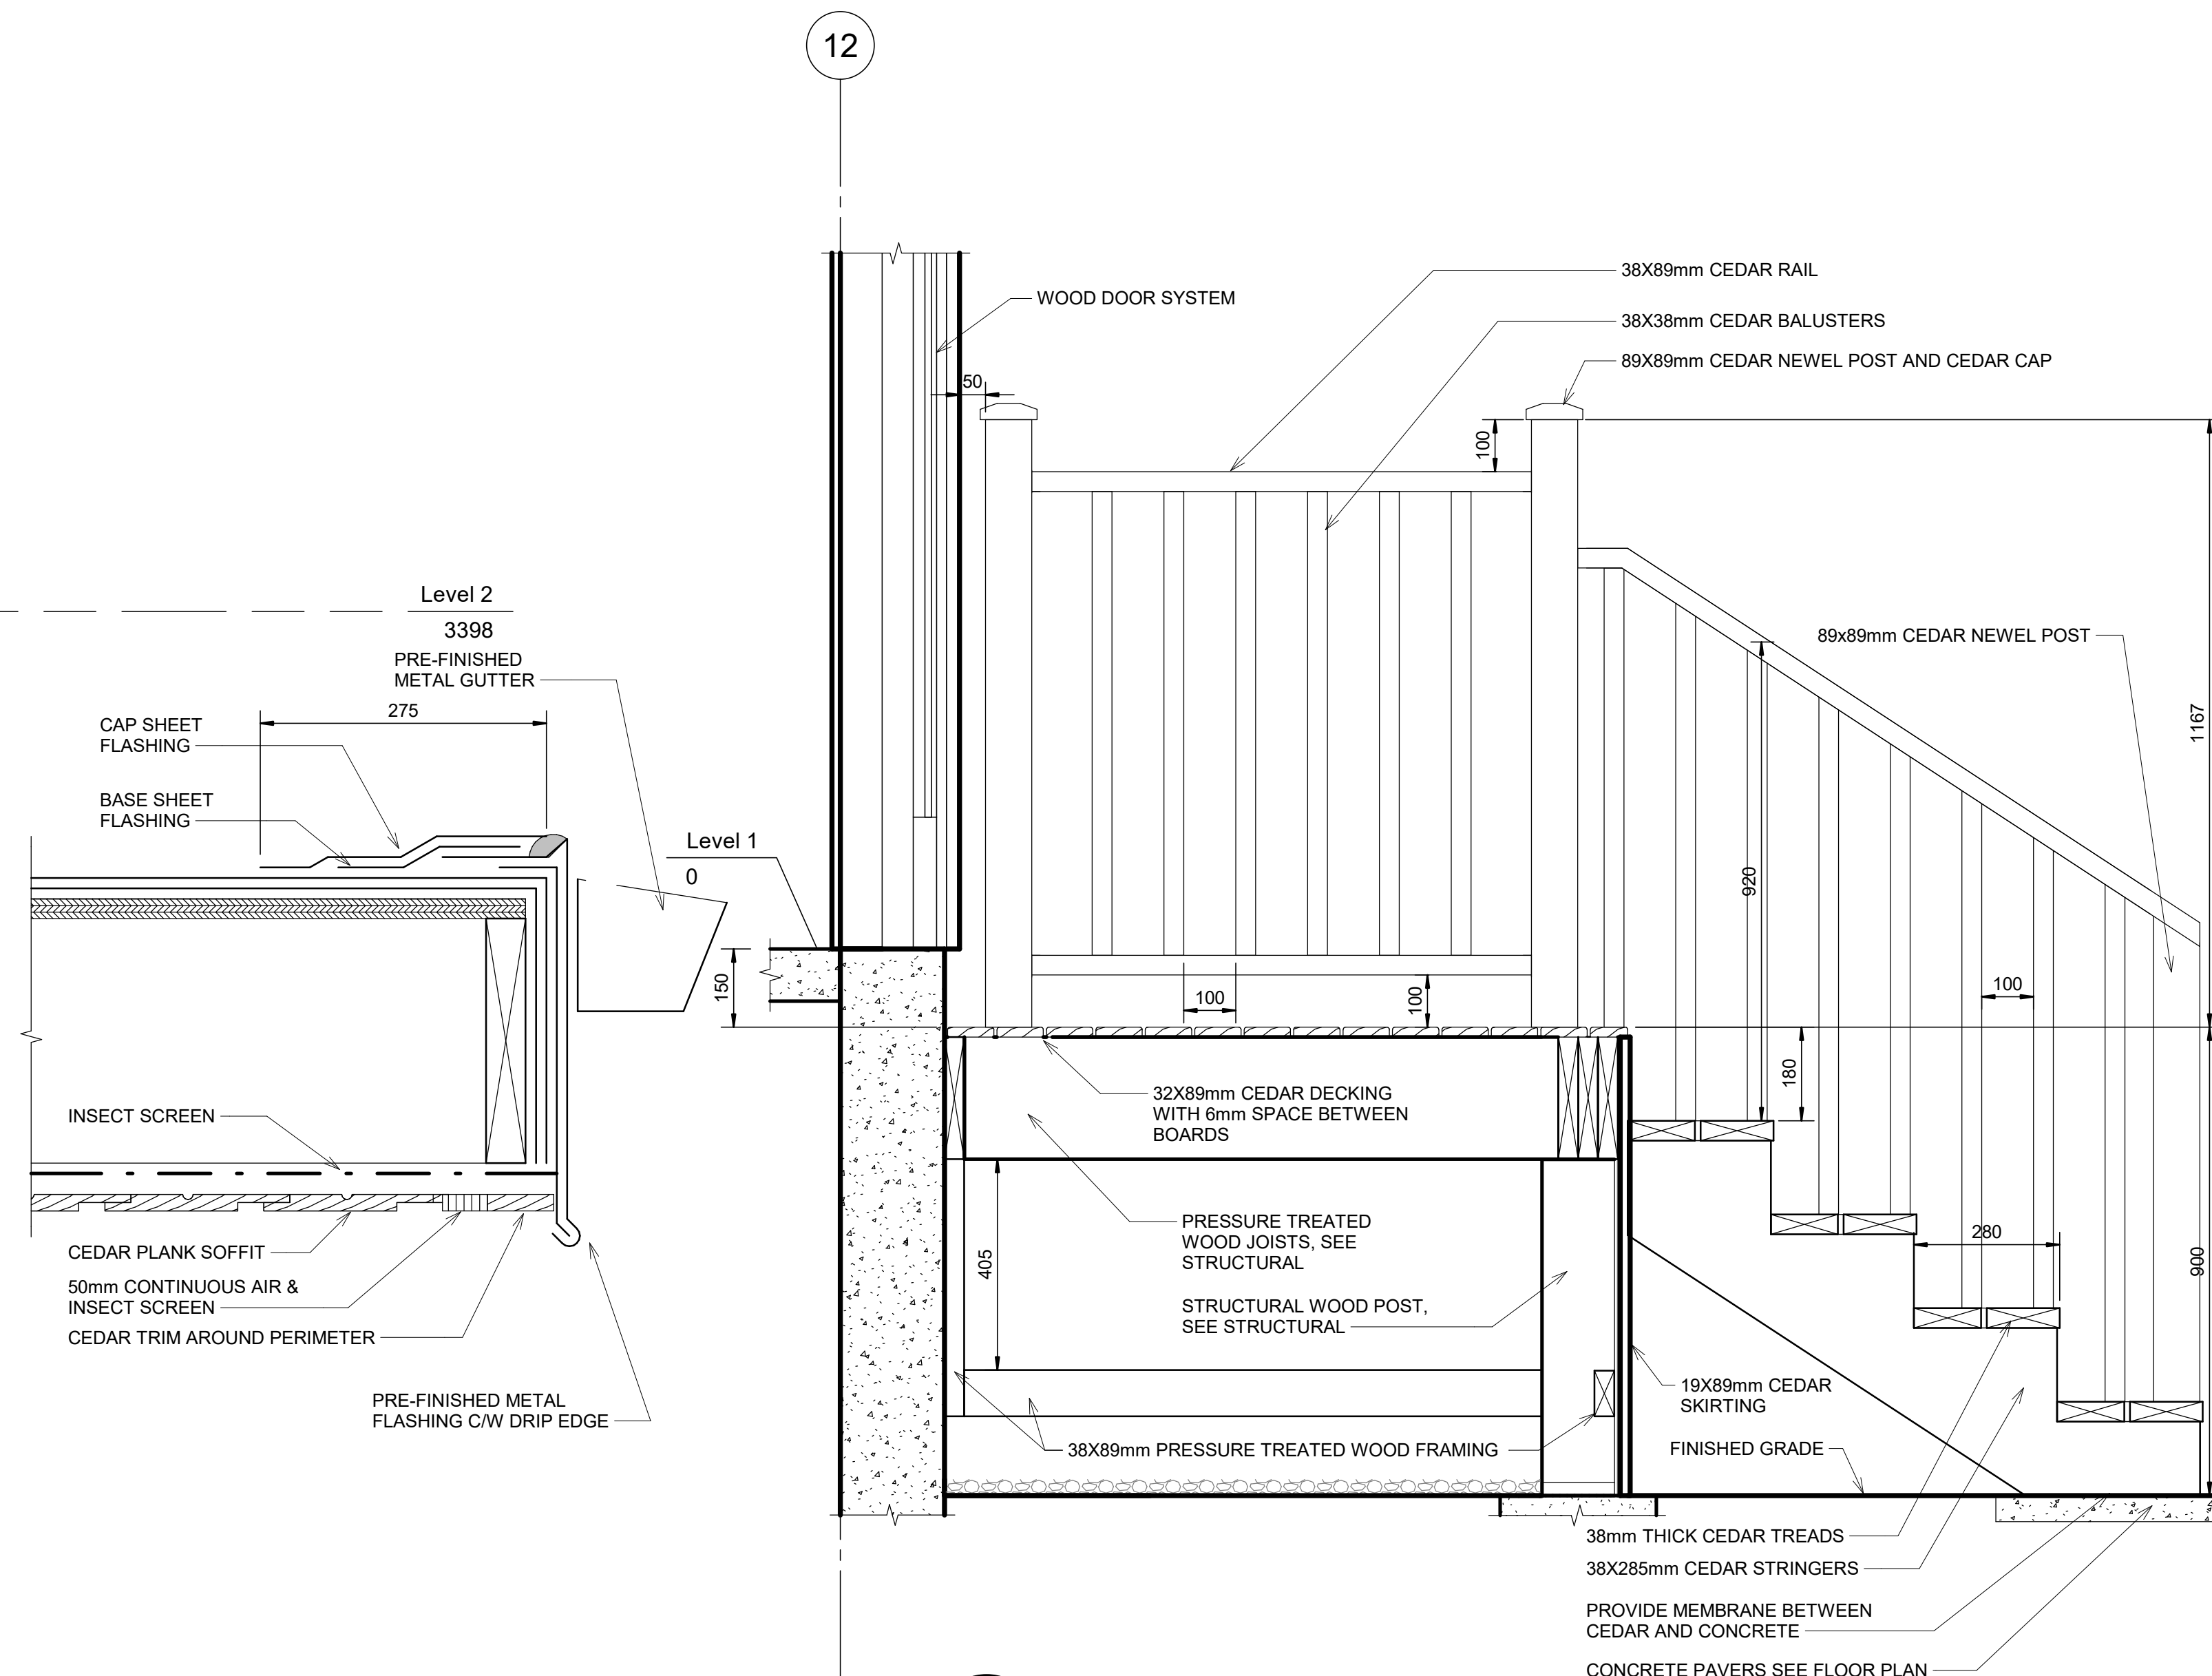 12
WOOD DOOR SYSTEM
38X89mm CEDAR RAIL
38X38mm CEDAR BALUSTERS
89X89mm CEDAR NEWEL POST AND CEDAR CAP
50
100
Level 2
3398
PRE-FINISHED
METAL GUTTER
275
CAP SHEET
FLASHING
BASE SHEET
FLASHING
Level 1
0
150
INSECT SCREEN
CEDAR PLANK SOFFIT
50mm CONTINUOUS AIR &
INSECT SCREEN
CEDAR TRIM AROUND PERIMETER
PRE-FINISHED METAL
FLASHING C/W DRIP EDGE
89x89mm CEDAR NEWEL POST
1167
920
100
100
100
180
32X89mm CEDAR DECKING
WITH 6mm SPACE BETWEEN
BOARDS
PRESSURE TREATED
WOOD JOISTS, SEE
STRUCTURAL
405
280
900
STRUCTURAL WOOD POST,
SEE STRUCTURAL
19X89mm CEDAR
SKIRTING
38X89mm PRESSURE TREATED WOOD FRAMING
FINISHED GRADE
38mm THICK CEDAR TREADS
38X285mm CEDAR STRINGERS
PROVIDE MEMBRANE BETWEEN
CEDAR AND CONCRETE
CONCRETE PAVERS SEE FLOOR PLAN